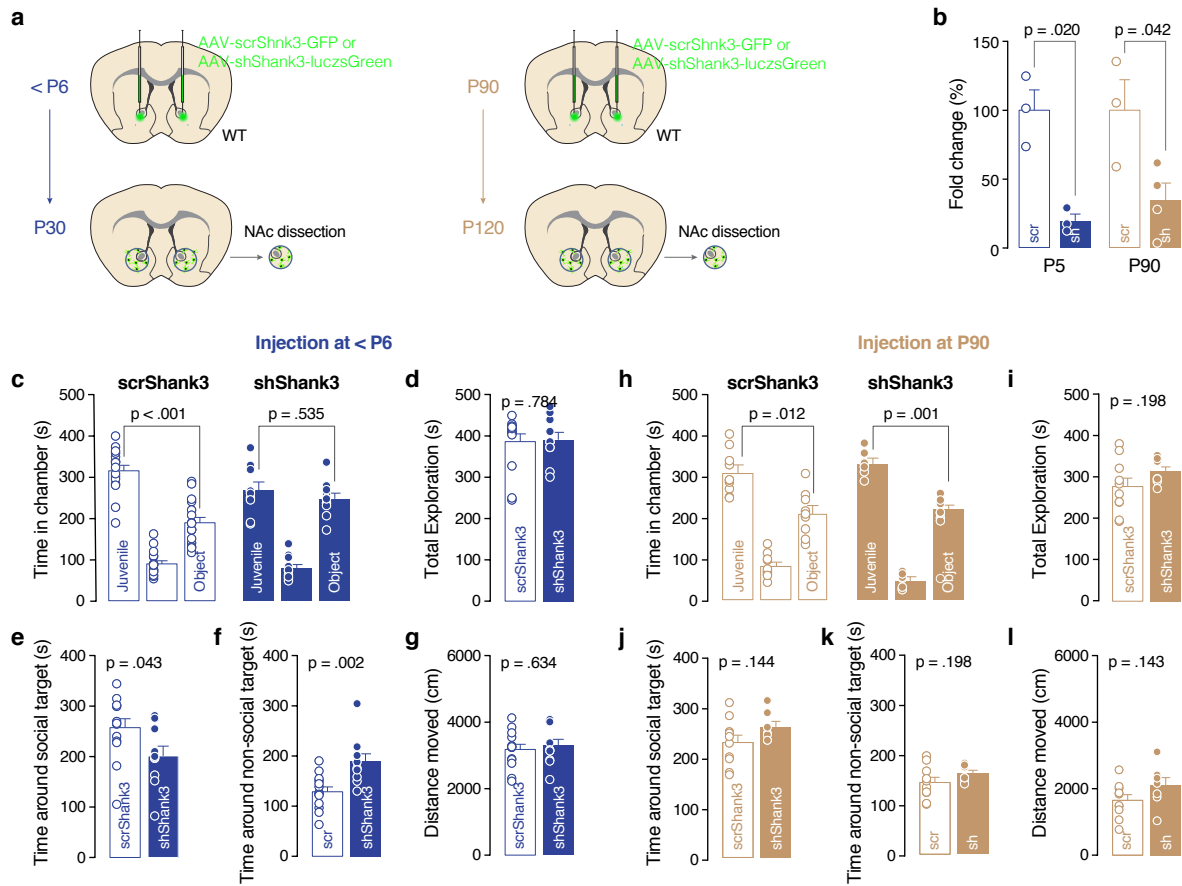 a
AAV-scrShnk3-GFP or
AAV-shShank3-luczsGreen
< P6
WT
P30
NAc dissection
AAV-scrShnk3-GFP or
AAV-shShank3-luczsGreen
P90
WT
P120
NAc dissection
b
p = .020
p = .042
Fold change (%)
150
100
50
0
scr
sh
scr
sh
P5
P90
Injection at < P6
Injection at P90
c
scrShank3
shShank3
p < .001
p = .535
Time in chamber (s)
500
400
300
200
100
0
Juvenile
Object
Juvenile
Object
d
p = .784
Total Exploration (s)
500
400
300
200
100
0
scrShank3
shShank3
h
scrShank3
shShank3
p = .012
p = .001
Time in chamber (s)
500
400
300
200
100
0
Juvenile
Object
Juvenile
Object
i
p = .198
Total Exploration (s)
500
400
300
200
100
0
scrShank3
shShank3
e
p = .043
Time around social target (s)
400
300
200
100
0
scrShank3
shShank3
f
p = .002
Time around non-social target (s)
400
300
200
100
0
scr
shShank3
g
p = .634
Distance moved (cm)
6000
4000
2000
0
scrShank3
shShank3
j
p = .144
Time around social target (s)
400
300
200
100
0
scrShank3
shShank3
k
p = .198
Time around non-social target (s)
400
300
200
100
0
scr
sh
l
p = .143
Distance moved (cm)
6000
4000
2000
0
scr
sh